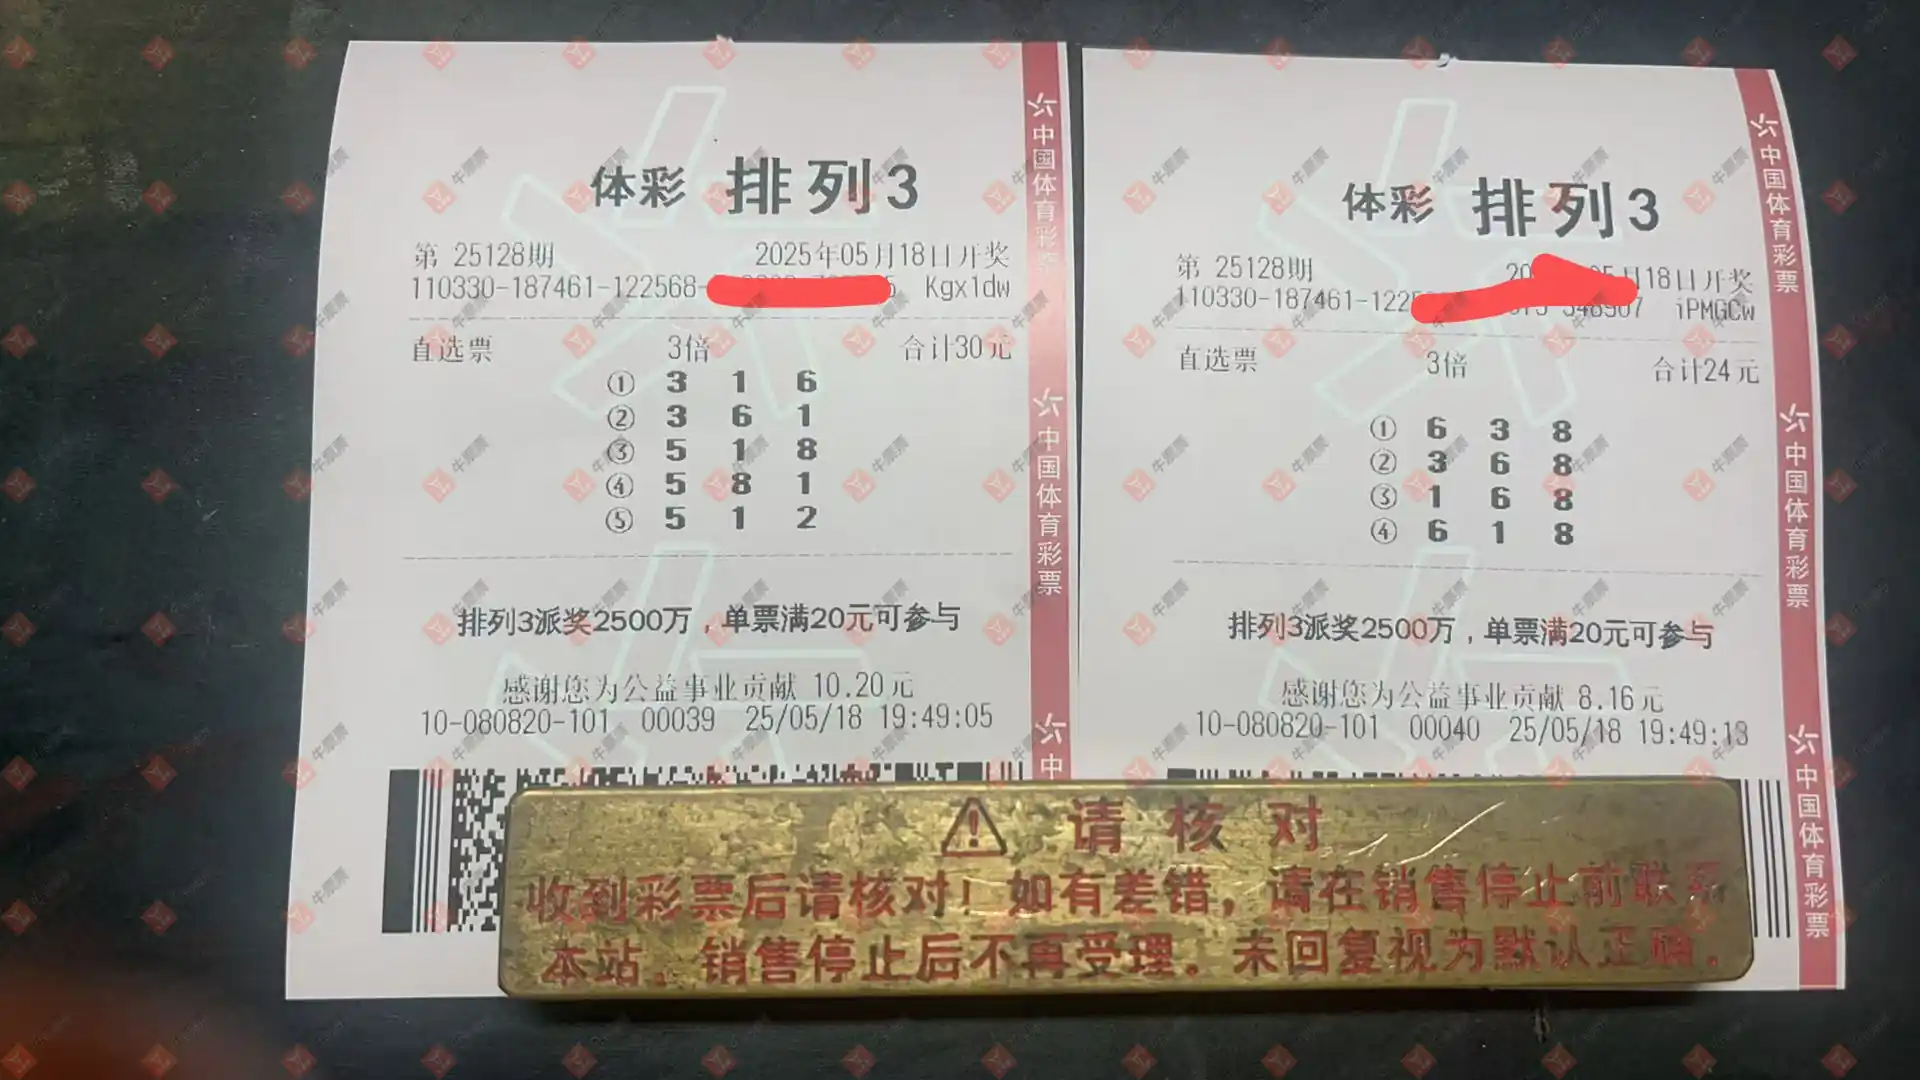 体彩 排列3
第 25128期 2025年05月18日开奖
110330-187461-122568- Kgx1dw
直选票 3倍 合计30元
① 3 1 6
② 3 6 1
③ 5 1 8
④ 5 8 1
⑤ 5 1 2
排列3派奖2500万，单票满20元可参与
感谢您为公益事业贡献 10.20元
10-080820-101 00039 25/05/18 19:49:05
中国体育彩票
中国体育彩票
中
体彩 排列3
第 25128期 月18日开奖
110330-187461-122 348907 iPMGCw
直选票 3倍 合计24元
① 6 3 8
② 3 6 8
③ 1 6 8
④ 6 1 8
排列3派奖2500万，单票满20元可参与
感谢您为公益事业贡献 8.16元
10-080820-101 00040 25/05/18 19:49:13
中国体育彩票
中国体育彩票
中国体育彩票
请核对
收到彩票后请核对！如有差错，请在销售停止前联系
本站。销售停止后不再受理。未回复视为默认正确。
牛票票